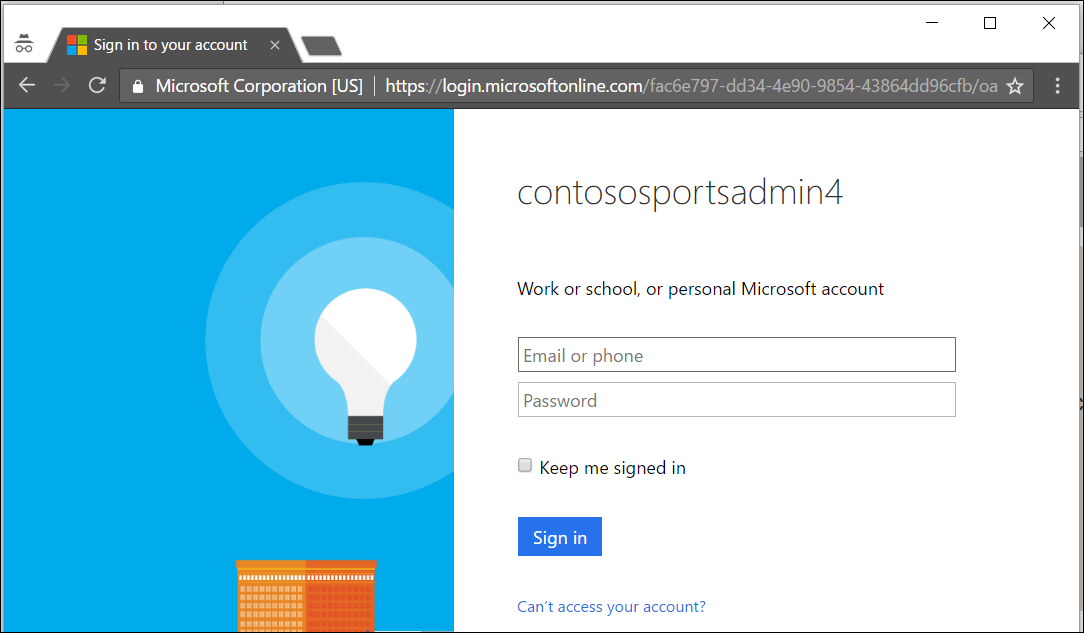 Sign in to your account
Microsoft Corporation [US] https://login.microsoftonline.com/fac6e797-dd34-4e90-9854-43864dd96cfb/oa
contososportsadmin4
Work or school, or personal Microsoft account
Email or phone
Password
Keep me signed in
Sign in
Can't access your account?